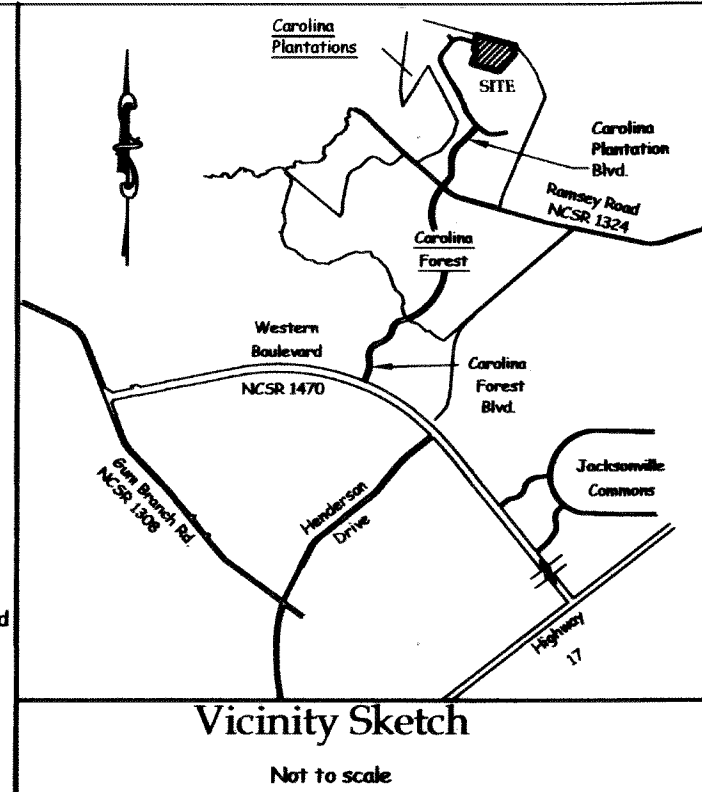 Carolina
Plantations
SITE
Carolina
Plantation
Blvd.
Ramsey Road
NCSR 1324
Carolina
Forest
Western
Boulevard
NCSR 1470
Carolina
Forest
Blvd.
Gum Branch Rd.
NCSR 1308
Henderson
Drive
Jacksonville
Commons
Highway
17
d
Vicinity Sketch
Not to scale